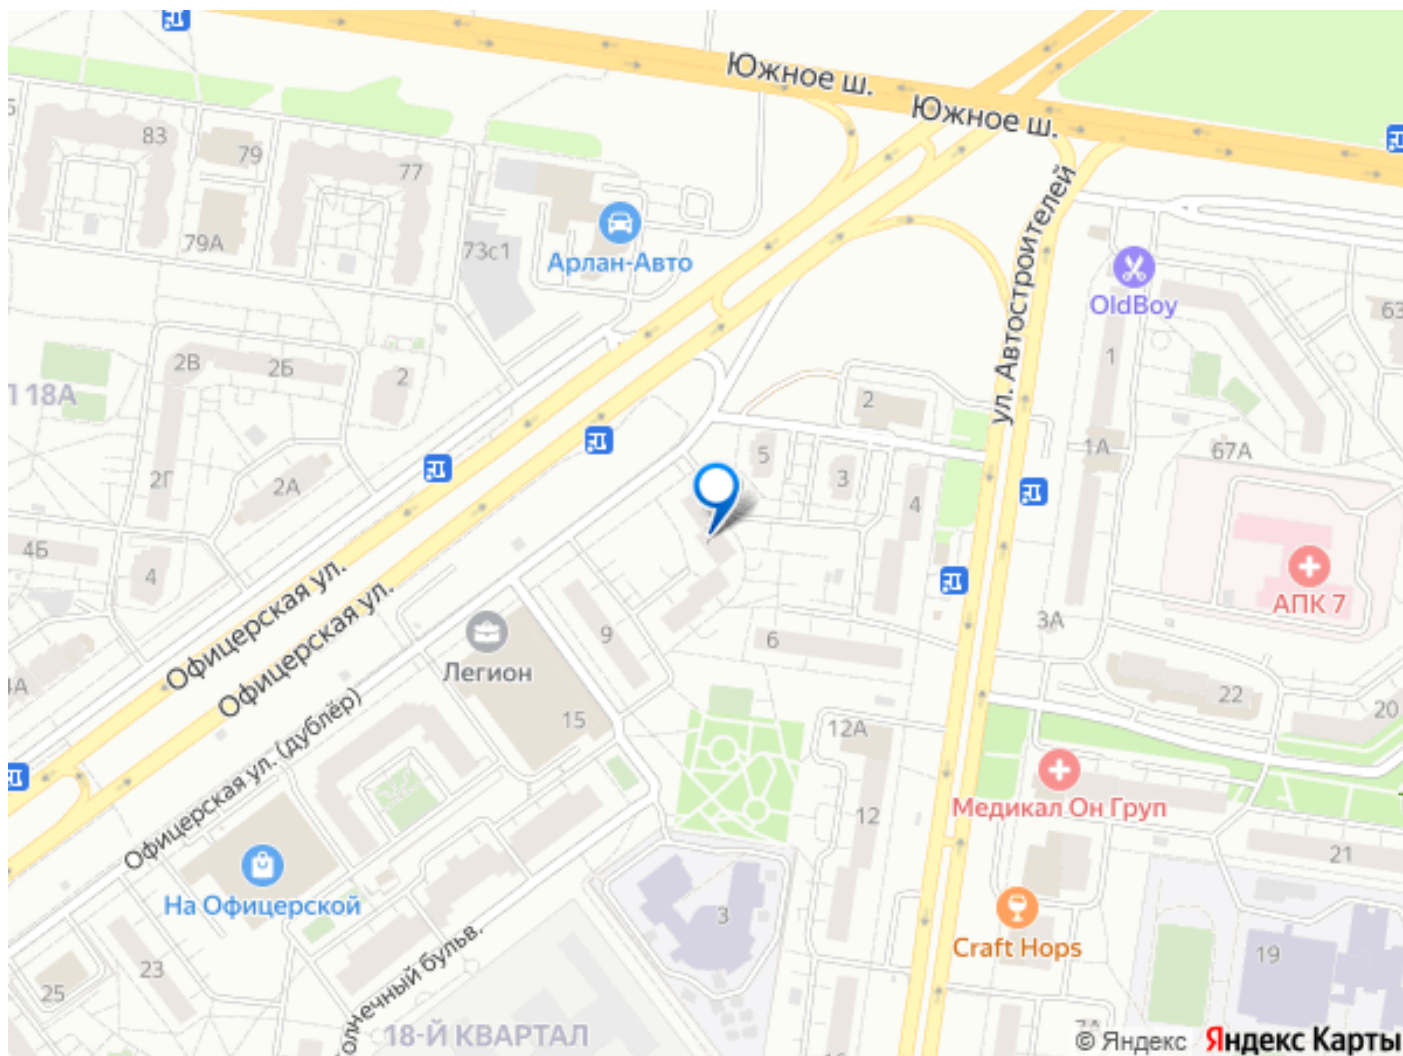 Южное ш.
Южное ш.
83
79
77
79А
73с1
Арлан-Авто
ул. Автостроителей
OldBoy
63
1
2В
2Б
2
18А
2
1А
67А
5
3
4
2Г
2А
4Б
4
АПК 7
Офицерская ул.
Офицерская ул.
9
6
3А
Легион
22
20
15
12А
Офицерская ул. (дублёр)
Медикал Он Груп
12
21
На Офицерской
3
Craft Hops
19
23
25
лнечный бульв.
18-Й КВАРТАЛ
7А
© Яндекс Яндекс Карты